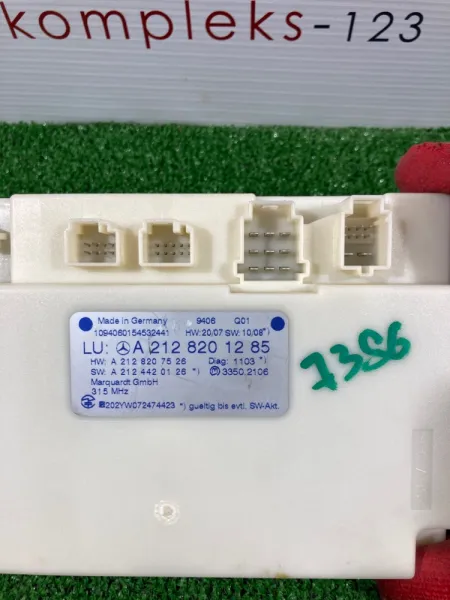 kompleks-123
Made in Germany 9406 Q01
1094060154532441 HW: 20/07 SW: 10/08*)
LU: A 212 820 12 85
HW: A 212 820 75 26 Diag: 1103*)
SW: A 212 442 01 26 *) 3350.2106
Marquardt GmbH
315 MHz
202YW072474423 *) gueltig bis evtl. SW-Akt.
7356